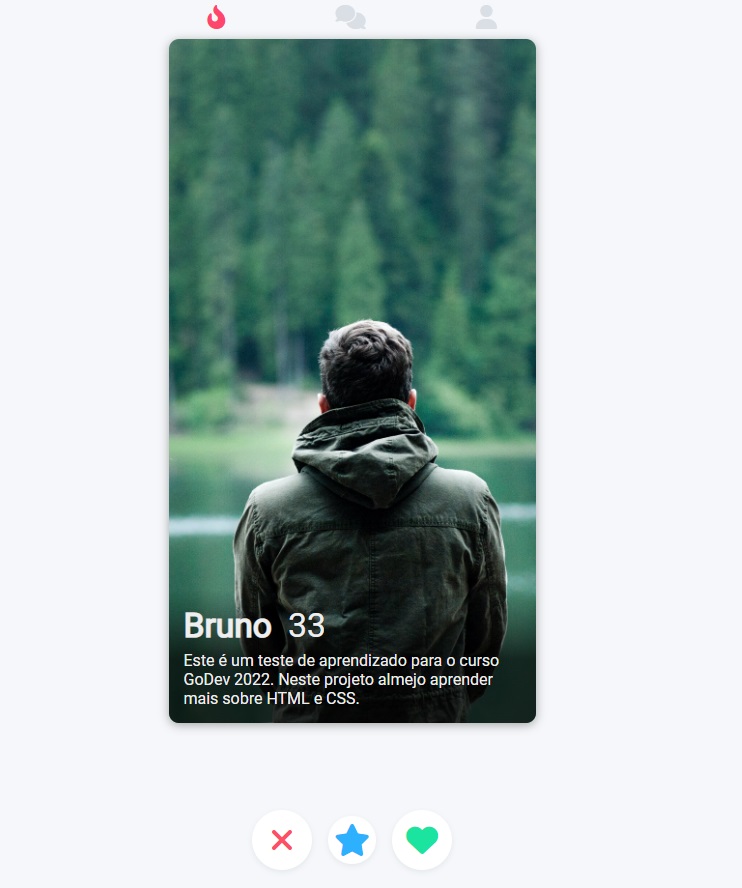 Bruno 33
Este é um teste de aprendizado para o curso
GoDev 2022. Neste projeto almejo aprender
mais sobre HTML e CSS.